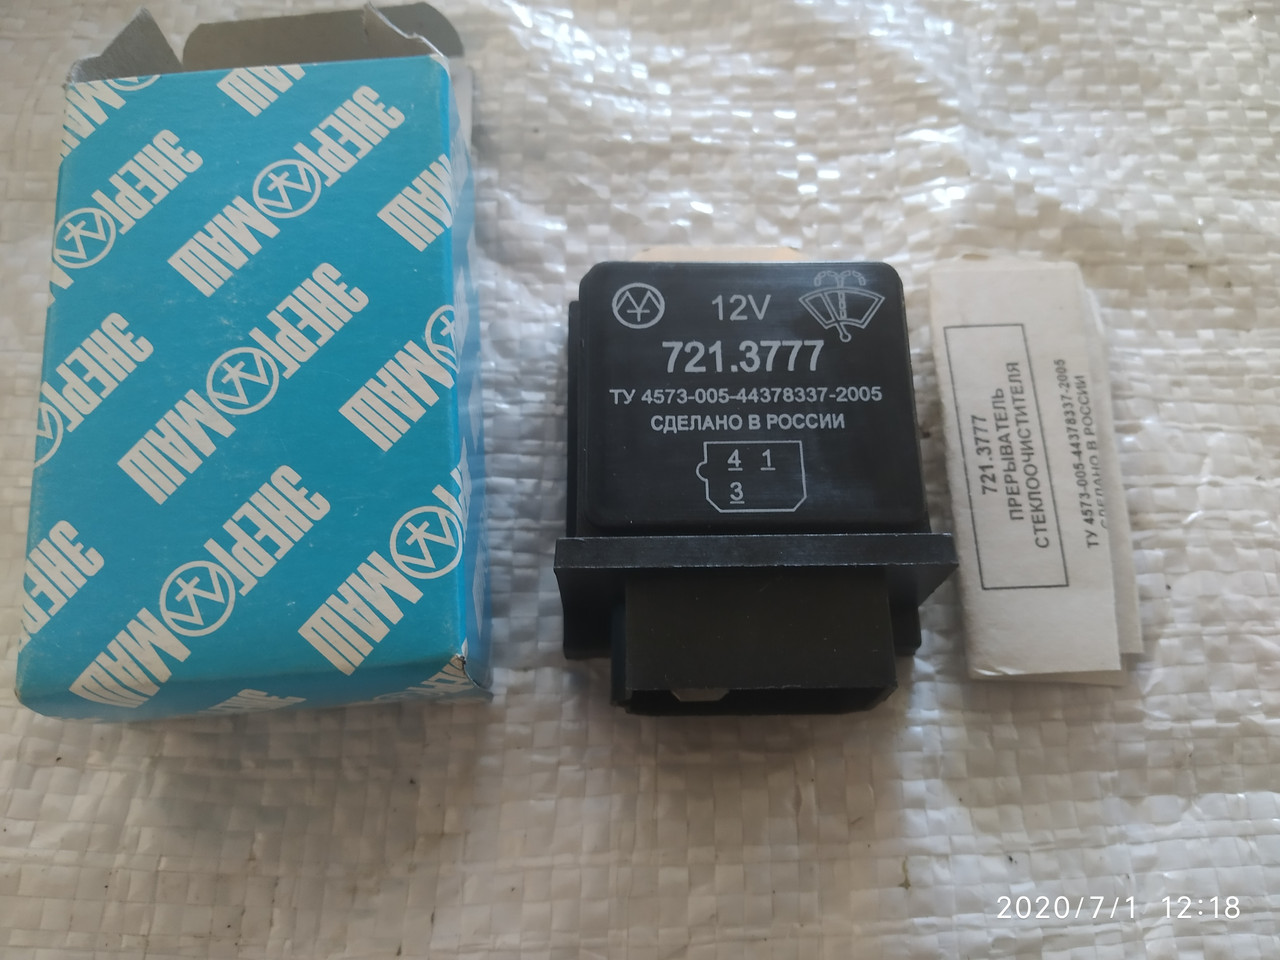 ЭНЕРГОМАШ
ЭНЕРГОМАШ
ЭНЕРГОМАШ
ЭНЕРГОМАШ
12V
721.3777
ТУ 4573-005-44378337-2005
СДЕЛАНО В РОССИИ
4 1
3
721.3777
ПРЕРЫВАТЕЛЬ
СТЕКЛООЧИСТИТЕЛЯ
ТУ 4573-005-44378337-2005
СДЕЛАНО В РОССИИ
2020/7/1 12:18